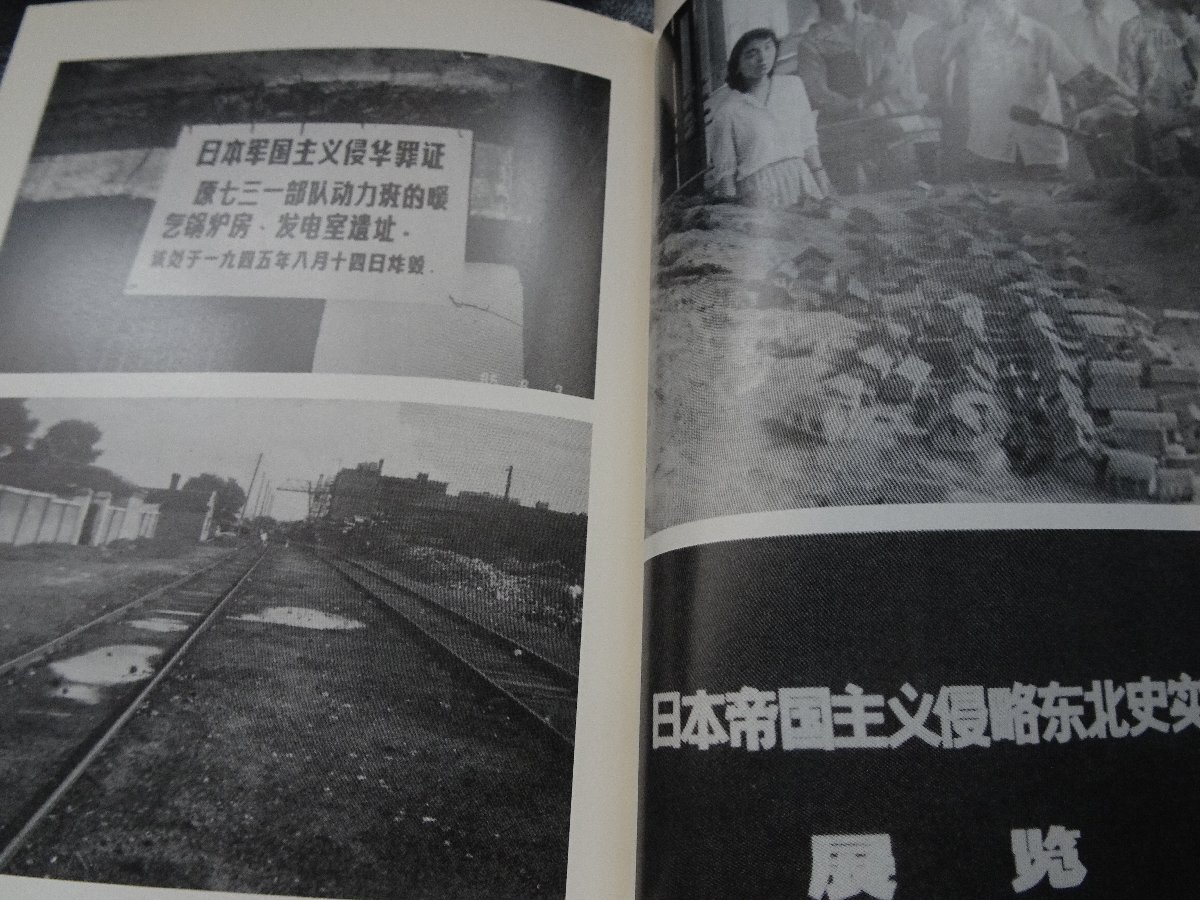 日本军国主义侵华罪证
原七三一部队动力班的暖
气锅炉房·发电室遗址.
该处于一九四五年八月十四日炸毁.
日本帝国主义侵略东北史实
展览